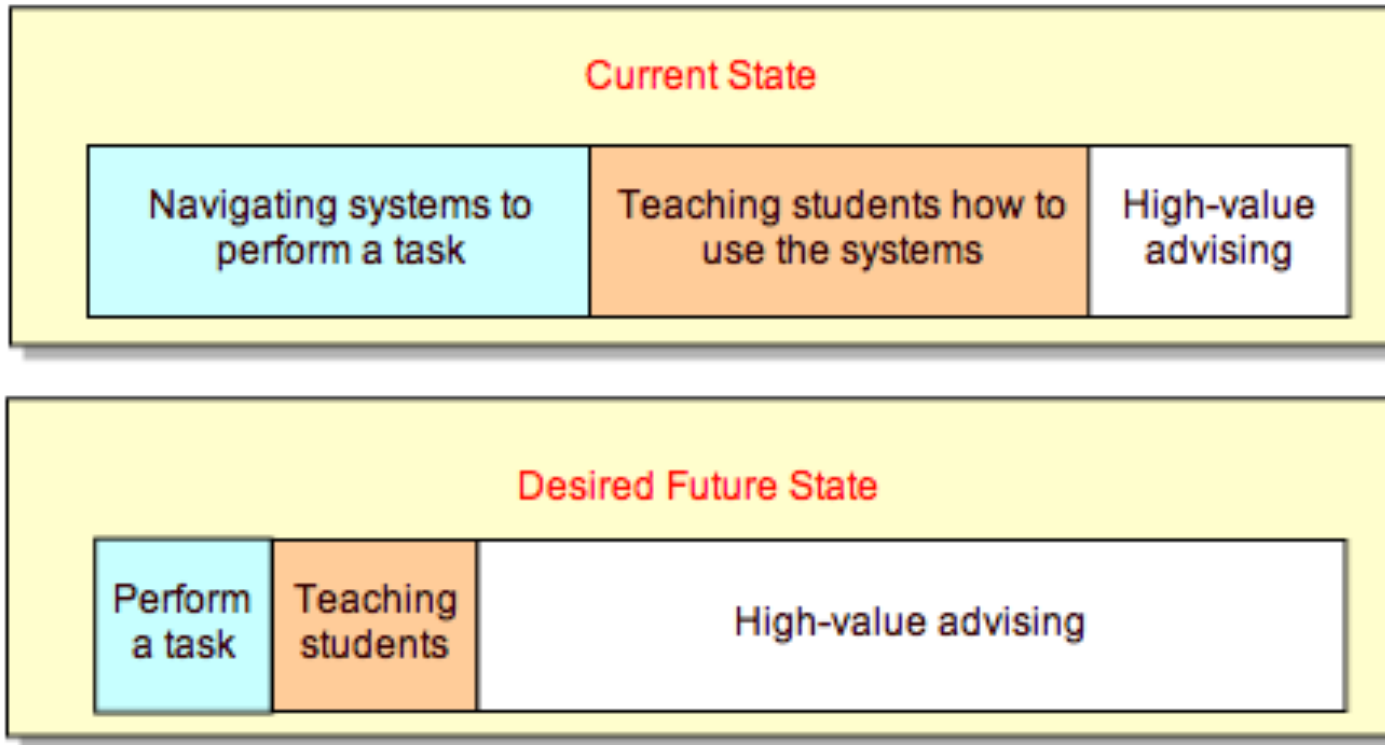 Current State
Navigating systems to
perform a task
Teaching students how to
use the systems
High-value
advising
Desired Future State
Perform
a task
Teaching
students
High-value advising